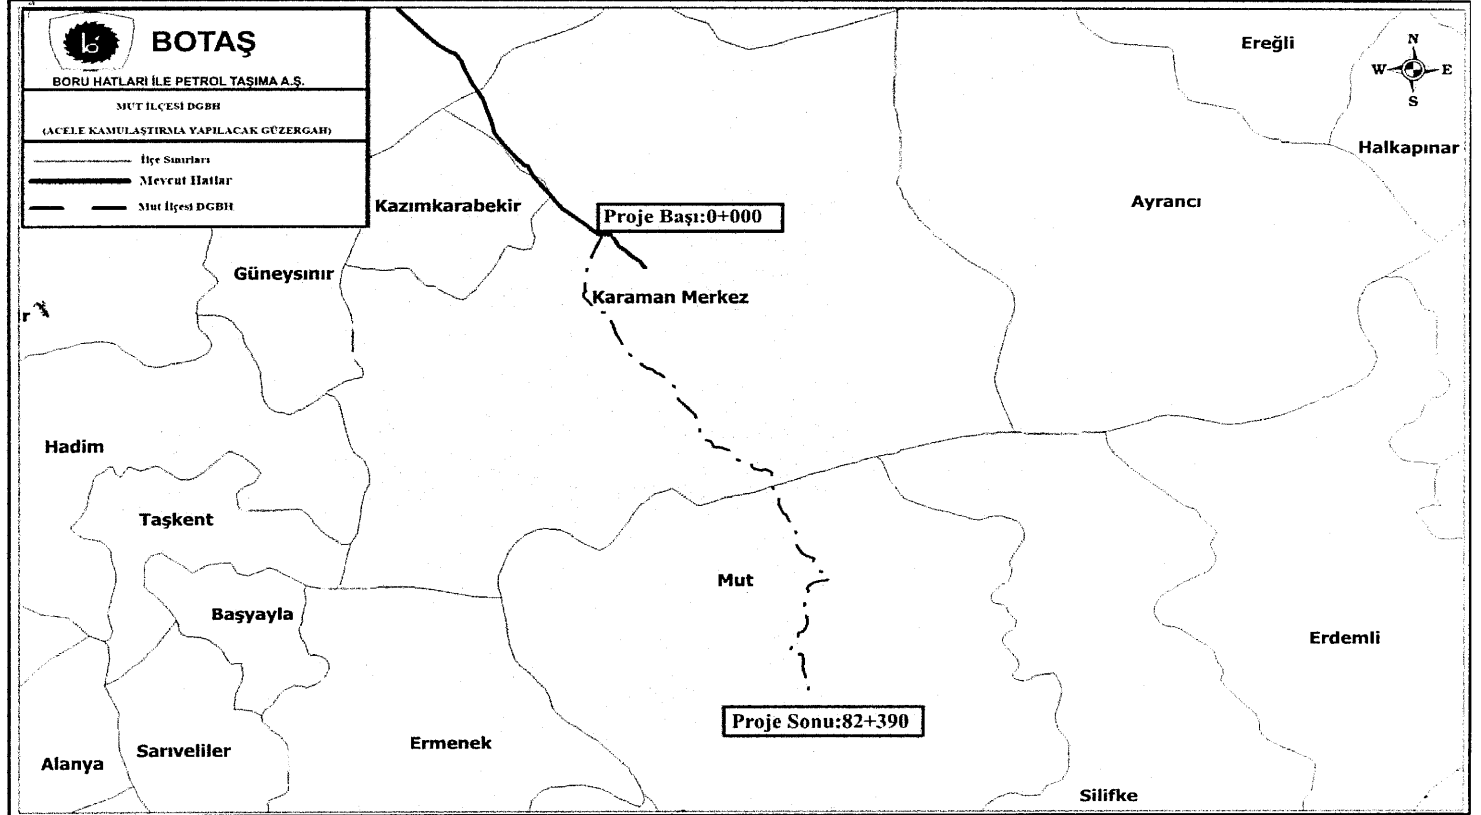 BOTAŞ
BORU HATLARI İLE PETROL TAŞIMA A.Ş.
MUT İLÇESİ DGBH
(ACELE KAMULAŞTIRMA YAPILACAK GÜZERGAH)
İlçe Sınırları
Mevcut Hatlar
Mut İlçesi DGBH
Ereğli
N
W E
S
Halkapınar
Ayrancı
Kazımkarabekir
Proje Başı:0+000
Güneysınır
Karaman Merkez
r
Hadim
Taşkent
Mut
Başyayla
Erdemli
Proje Sonu:82+390
Ermenek
Sarıveliler
Alanya
Silifke